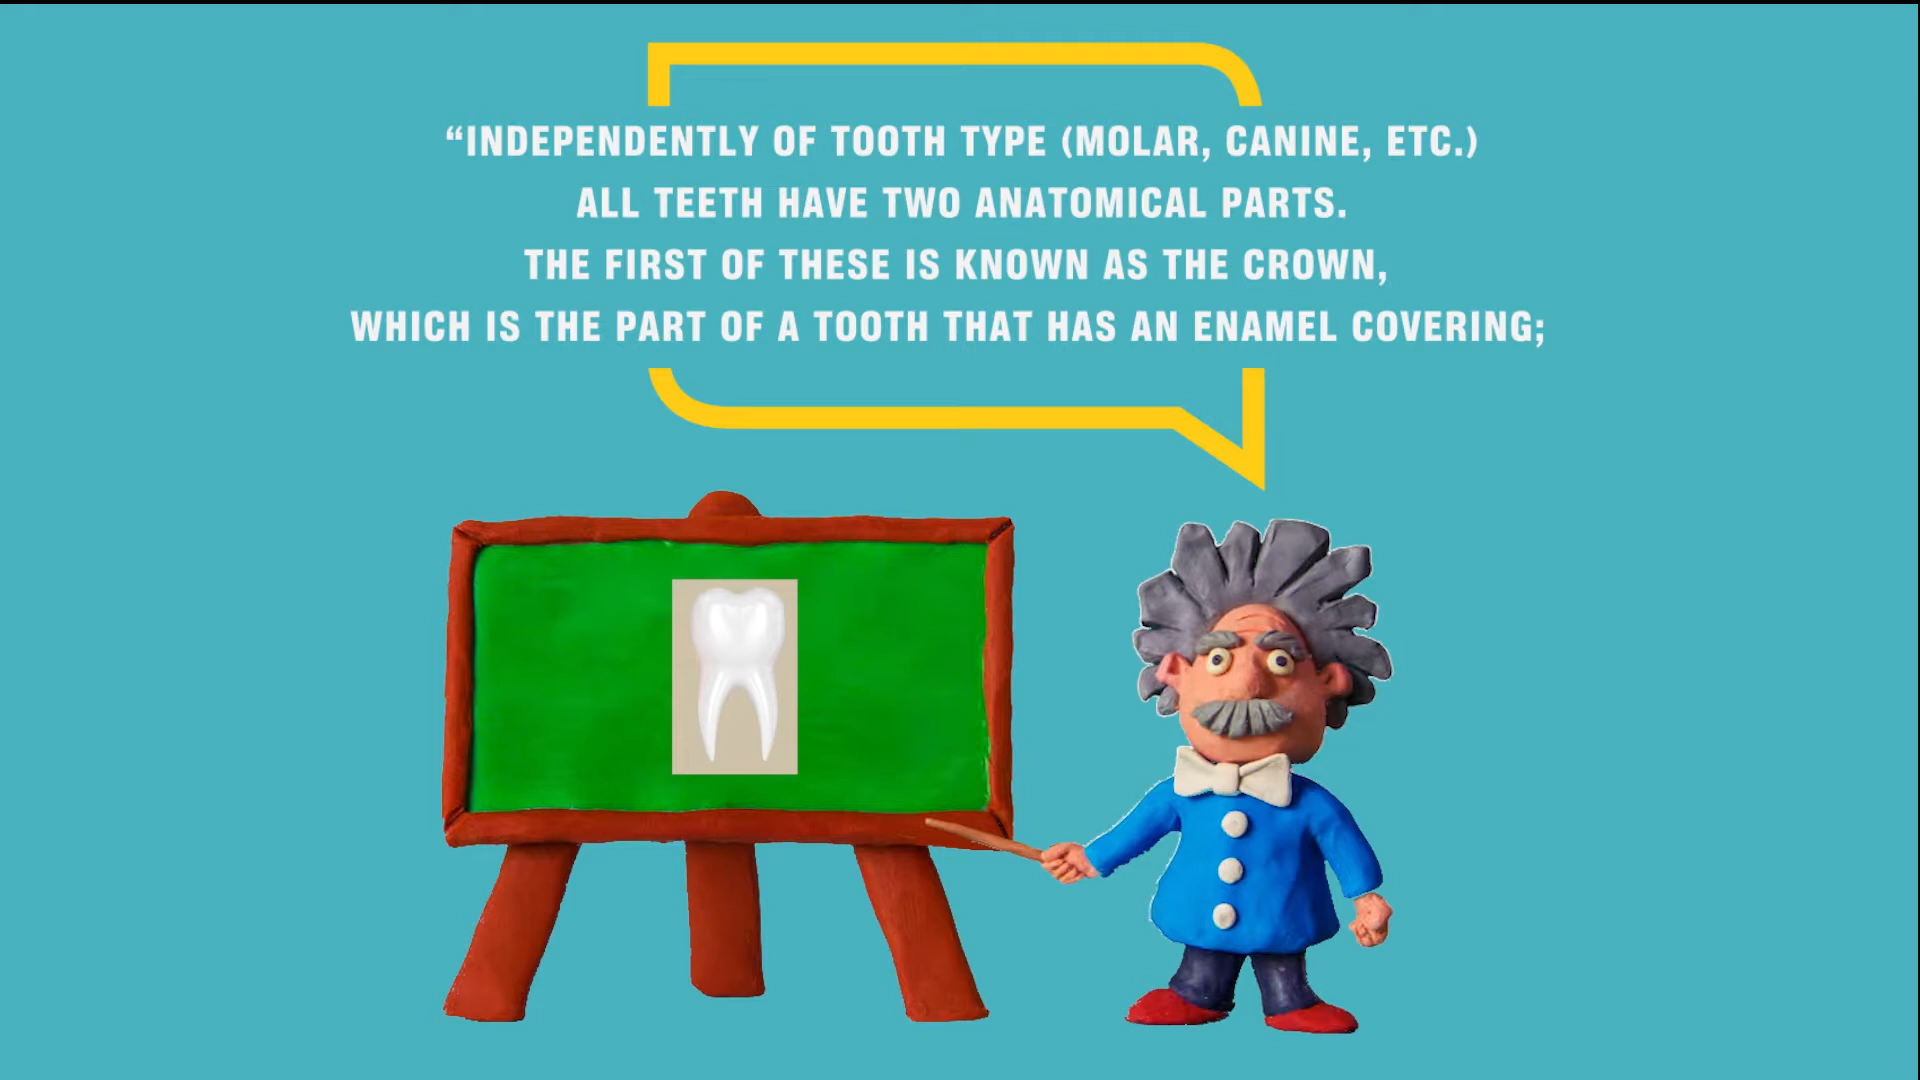 “INDEPENDENTLY OF TOOTH TYPE (MOLAR, CANINE, ETC.)
ALL TEETH HAVE TWO ANATOMICAL PARTS.
THE FIRST OF THESE IS KNOWN AS THE CROWN,
WHICH IS THE PART OF A TOOTH THAT HAS AN ENAMEL COVERING;